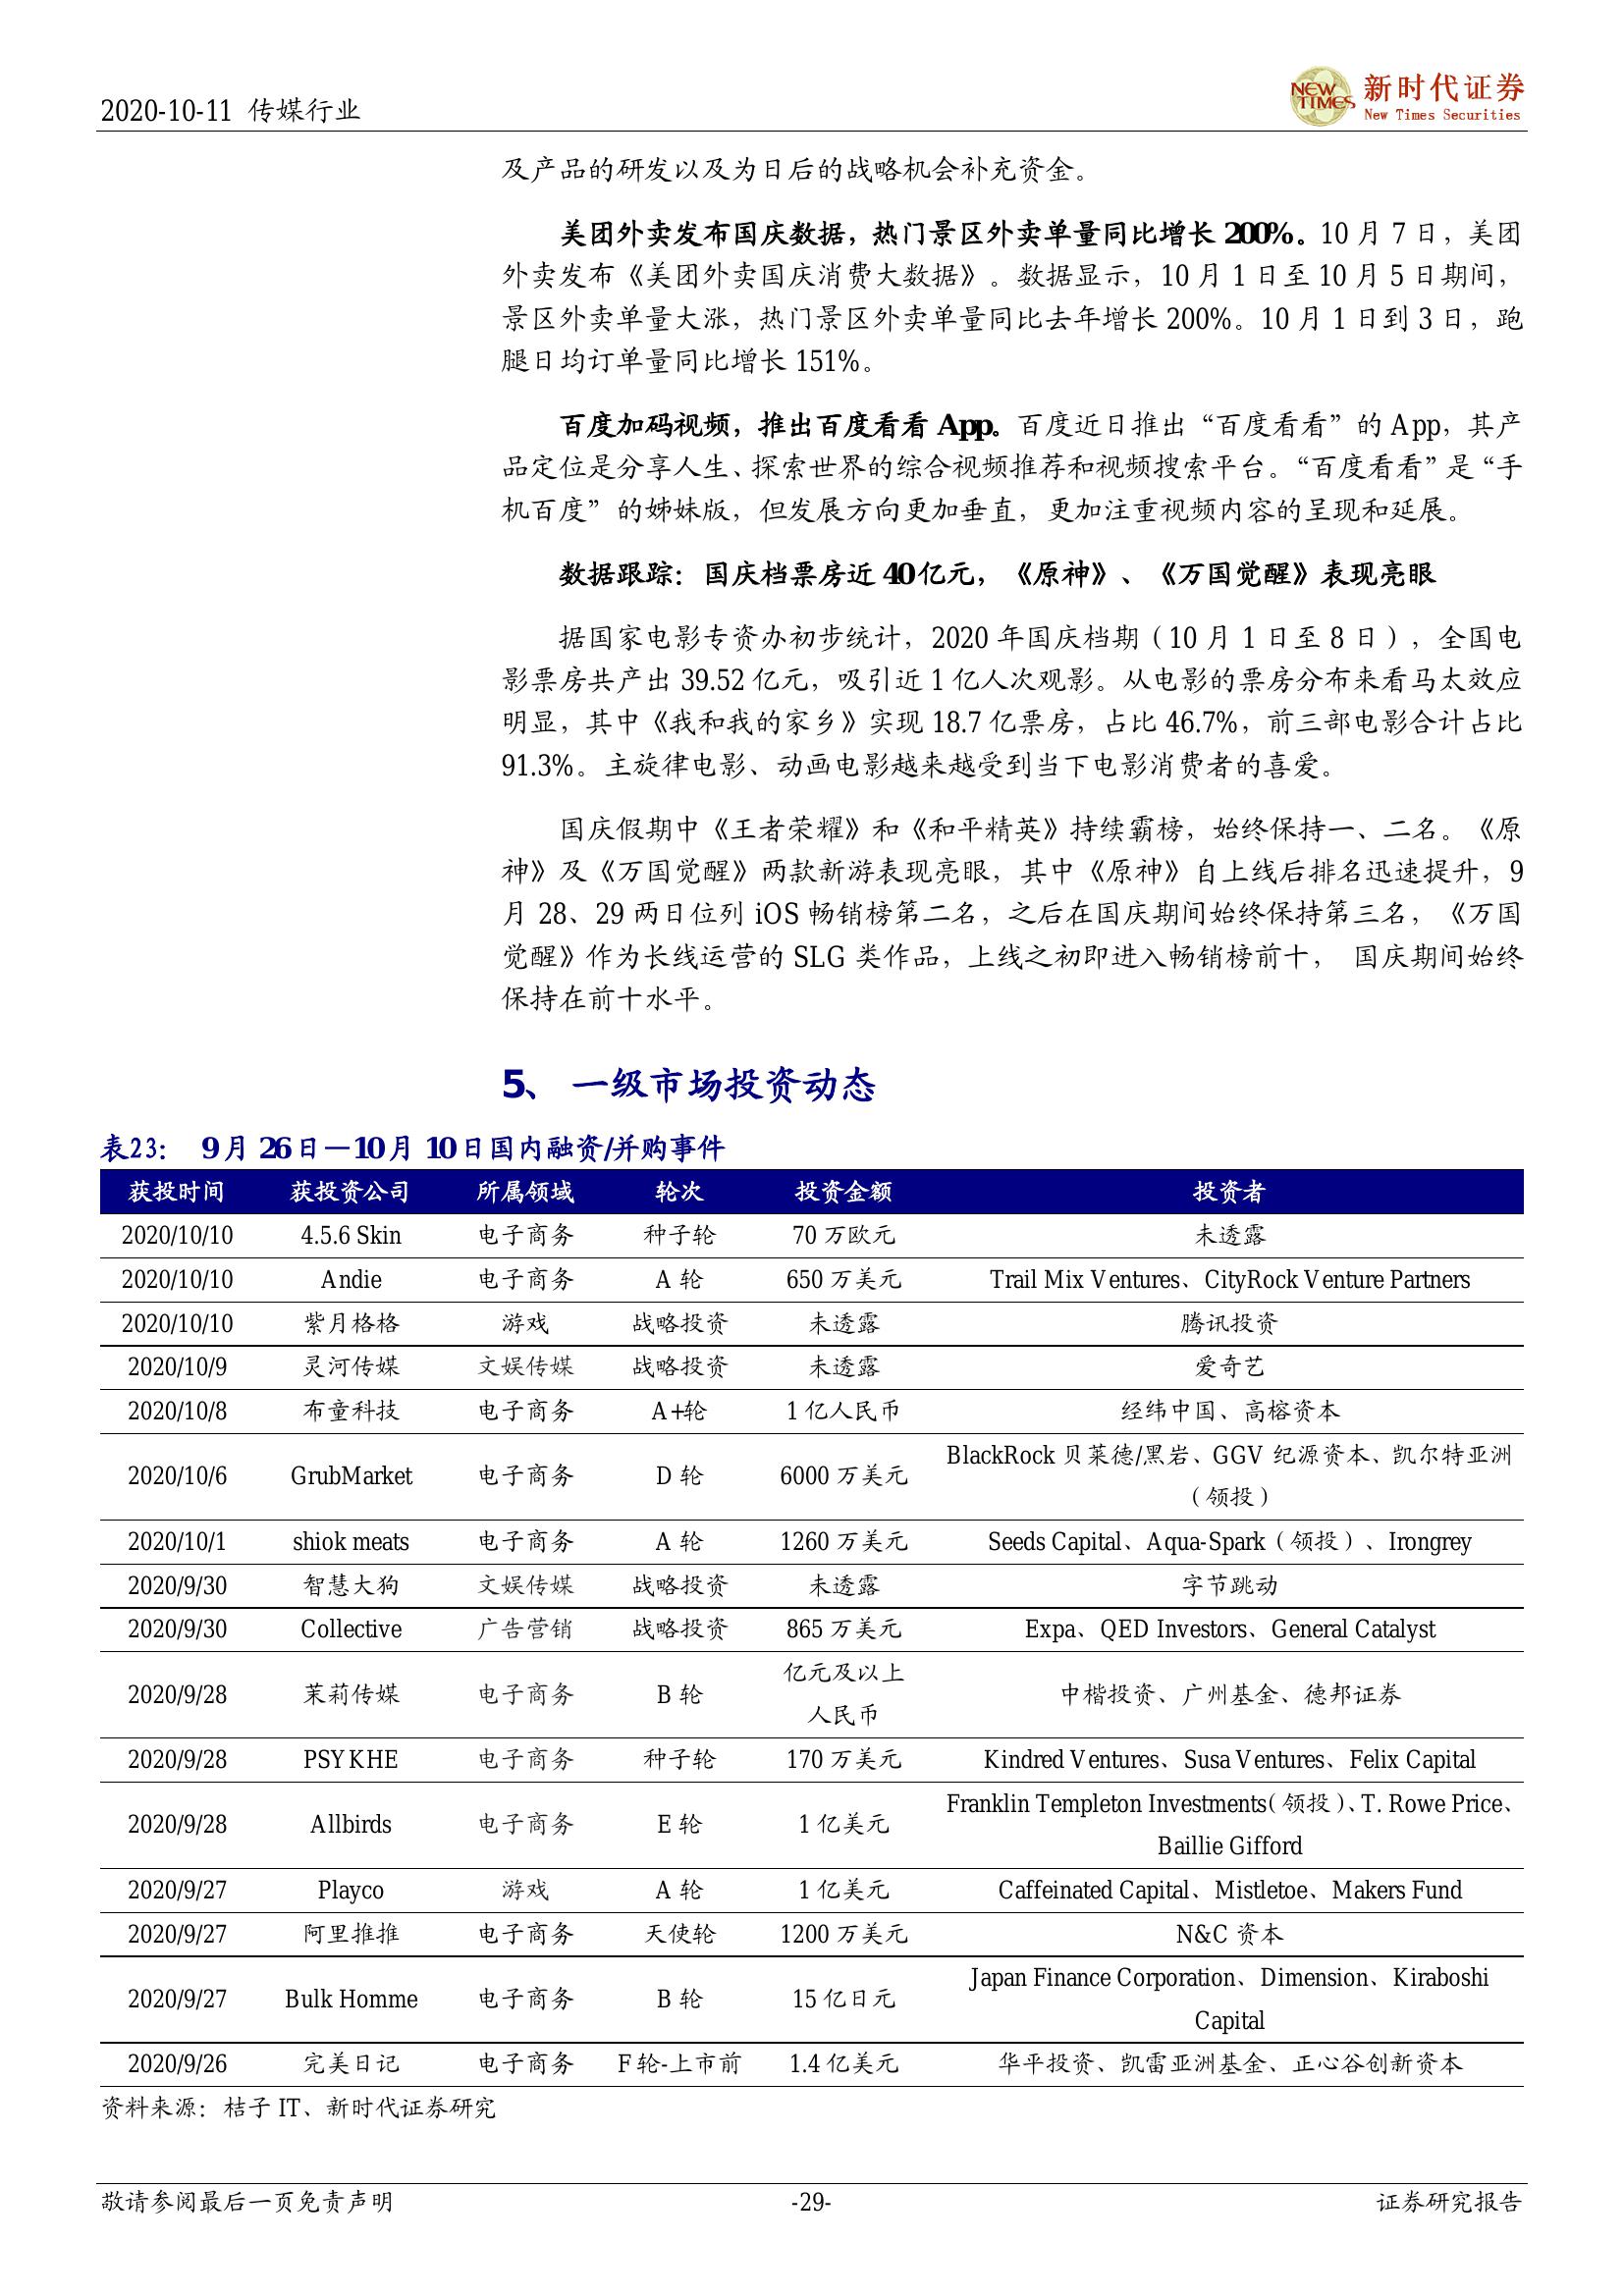 2020-10-11 传媒行业
NEW TIMES 新时代证券
New Times Securities
及产品的研发以及为日后的战略机会补充资金。
美团外卖发布国庆数据，热门景区外卖单量同比增长 200%。10 月 7 日，美团
外卖发布《美团外卖国庆消费大数据》。数据显示，10 月 1 日至 10 月 5 日期间，
景区外卖单量大涨，热门景区外卖单量同比去年增长 200%。10 月 1 日到 3 日，跑
腿日均订单量同比增长 151%。
百度加码视频，推出百度看看 App。百度近日推出“百度看看”的 App，其产
品定位是分享人生、探索世界的综合视频推荐和视频搜索平台。“百度看看”是“手
机百度”的姊妹版，但发展方向更加垂直，更加注重视频内容的呈现和延展。
数据跟踪：国庆档票房近 40 亿元，《原神》、《万国觉醒》表现亮眼
据国家电影专资办初步统计，2020 年国庆档期（10 月 1 日至 8 日），全国电
影票房共产出 39.52 亿元，吸引近 1 亿人次观影。从电影的票房分布来看马太效应
明显，其中《我和我的家乡》实现 18.7 亿票房，占比 46.7%，前三部电影合计占比
91.3%。主旋律电影、动画电影越来越受到当下电影消费者的喜爱。
国庆假期中《王者荣耀》和《和平精英》持续霸榜，始终保持一、二名。《原
神》及《万国觉醒》两款新游表现亮眼，其中《原神》自上线后排名迅速提升，9
月 28、29 两日位列 iOS 畅销榜第二名，之后在国庆期间始终保持第三名，《万国
觉醒》作为长线运营的 SLG 类作品，上线之初即进入畅销榜前十， 国庆期间始终
保持在前十水平。
5、 一级市场投资动态
表23： 9 月 26 日—10 月 10 日国内融资/并购事件
获投时间 获投资公司 所属领域 轮次 投资金额 投资者
2020/10/10 4.5.6 Skin 电子商务 种子轮 70 万欧元 未透露
2020/10/10 Andie 电子商务 A 轮 650 万美元 Trail Mix Ventures、CityRock Venture Partners
2020/10/10 紫月格格 游戏 战略投资 未透露 腾讯投资
2020/10/9 灵河传媒 文娱传媒 战略投资 未透露 爱奇艺
2020/10/8 布童科技 电子商务 A+轮 1 亿人民币 经纬中国、高榕资本
2020/10/6 GrubMarket 电子商务 D 轮 6000 万美元 BlackRock 贝莱德/黑岩、GGV 纪源资本、凯尔特亚洲
（领投）
2020/10/1 shiok meats 电子商务 A 轮 1260 万美元 Seeds Capital、Aqua-Spark（领投）、Irongrey
2020/9/30 智慧大狗 文娱传媒 战略投资 未透露 字节跳动
2020/9/30 Collective 广告营销 战略投资 865 万美元 Expa、QED Investors、General Catalyst
2020/9/28 茉莉传媒 电子商务 B 轮 亿元及以上
人民币 中楷投资、广州基金、德邦证券
2020/9/28 PSYKHE 电子商务 种子轮 170 万美元 Kindred Ventures、Susa Ventures、Felix Capital
2020/9/28 Allbirds 电子商务 E 轮 1 亿美元 Franklin Templeton Investments（领投）、T. Rowe Price、
Baillie Gifford
2020/9/27 Playco 游戏 A 轮 1 亿美元 Caffeinated Capital、Mistletoe、Makers Fund
2020/9/27 阿里推推 电子商务 天使轮 1200 万美元 N&C 资本
2020/9/27 Bulk Homme 电子商务 B 轮 15 亿日元 Japan Finance Corporation、Dimension、Kiraboshi
Capital
2020/9/26 完美日记 电子商务 F 轮-上市前 1.4 亿美元 华平投资、凯雷亚洲基金、正心谷创新资本
资料来源：桔子 IT、新时代证券研究
敬请参阅最后一页免责声明 -29- 证券研究报告